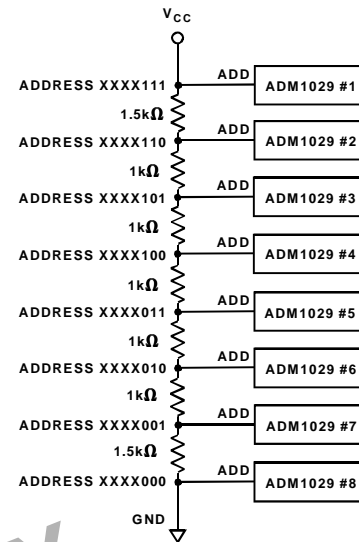 VCC
ADDRESS XXXX111 ADD ADM1029 #1
1.5kΩ
ADDRESS XXXX110 ADD ADM1029 #2
1kΩ
ADDRESS XXXX101 ADD ADM1029 #3
1kΩ
ADDRESS XXXX100 ADD ADM1029 #4
1kΩ
ADDRESS XXXX011 ADD ADM1029 #5
1kΩ
ADDRESS XXXX010 ADD ADM1029 #6
1kΩ
ADDRESS XXXX001 ADD ADM1029 #7
1.5kΩ
ADDRESS XXXX000 ADD ADM1029 #8
GND